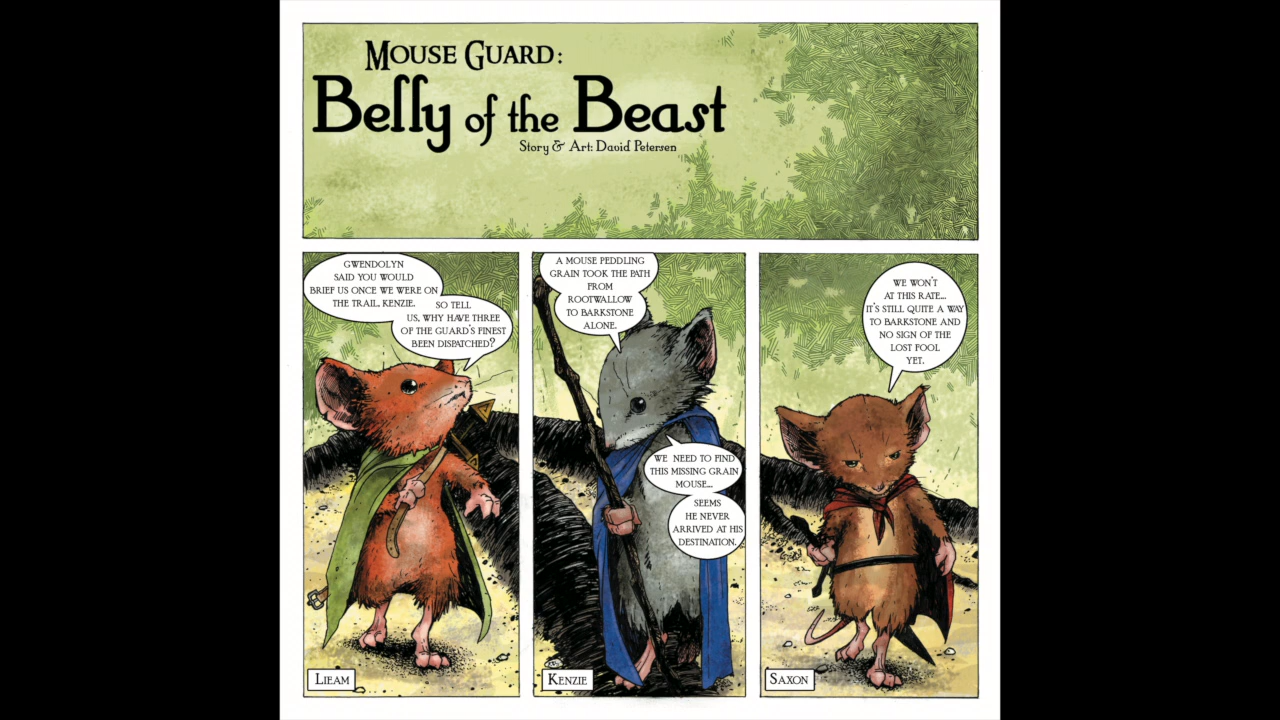 Mouse Guard:
Belly of the Beast
Story & Art: David Petersen
GWENDOLYN
SAID YOU WOULD
BRIEF US ONCE WE WERE ON
THE TRAIL, KENZIE.
SO TELL
US, WHY HAVE THREE
OF THE GUARD'S FINEST
BEEN DISPATCHED?
LIEAM
A MOUSE PEDDLING
GRAIN TOOK THE PATH
FROM
ROOTWALLOW
TO BARKSTONE
ALONE.
WE NEED TO FIND
THIS MISSING GRAIN
MOUSE...
SEEMS
HE NEVER
ARRIVED AT HIS
DESTINATION.
KENZIE
WE WON'T
AT THIS RATE...
IT'S STILL QUITE A WAY
TO BARKSTONE AND
NO SIGN OF THE
LOST FOOL
YET.
SAXON